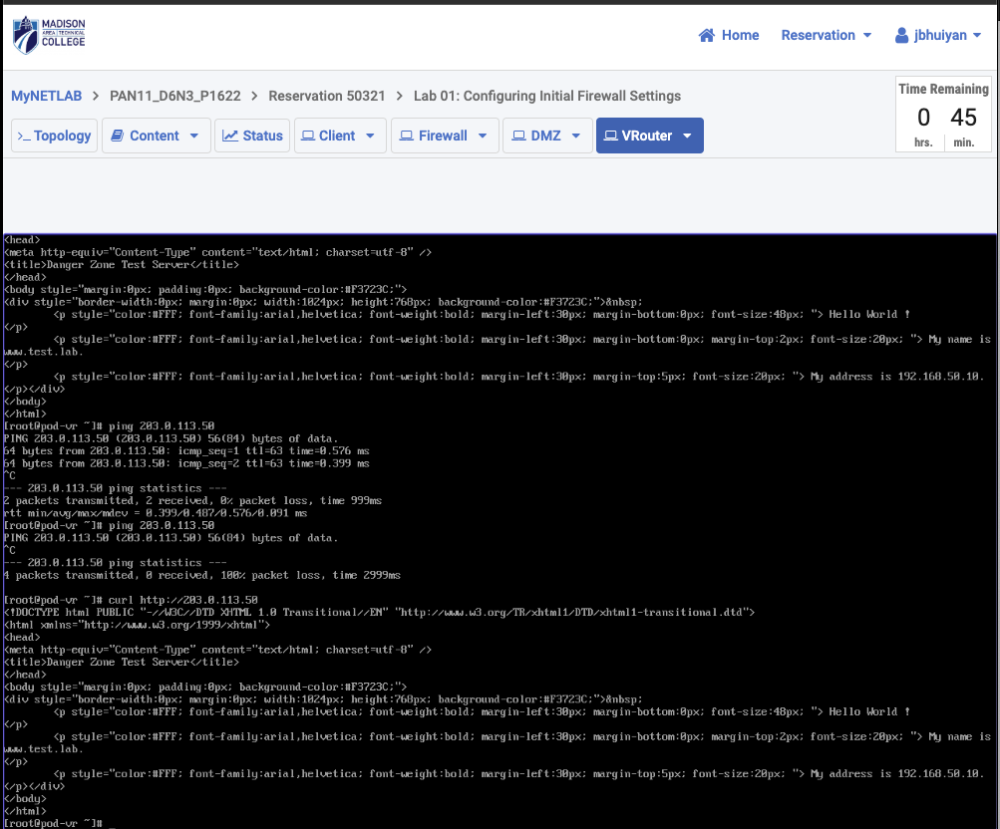 MADISON
AREA | TECHNICAL
COLLEGE
Home Reservation jbhuiyan
MyNETLAB > PAN11_D6N3_P1622 > Reservation 50321 > Lab 01: Configuring Initial Firewall Settings
Time Remaining
0 45
hrs. min.
>_ Topology Content Status Client Firewall DMZ VRouter
<head>
<meta http-equiv="Content-Type" content="text/html; charset=utf-8" />
<title>Danger Zone Test Server</title>
</head>
<body style="margin:0px; padding:0px; background-color:#F3723C;">
<div style="border-width:0px; margin:0px; width:1024px; height:768px; background-color:#F3723C;">&nbsp;
<p style="color:#FFF; font-family:arial,helvetica; font-weight:bold; margin-left:30px; margin-bottom:0px; font-size:48px; "> Hello World !
</p>
<p style="color:#FFF; font-family:arial,helvetica; font-weight:bold; margin-left:30px; margin-bottom:0px; margin-top:2px; font-size:20px; "> My name is
www.test.lab.
</p>
<p style="color:#FFF; font-family:arial,helvetica; font-weight:bold; margin-left:30px; margin-top:5px; font-size:20px; "> My address is 192.168.50.10.
</p></div>
</body>
</html>
[root@pod-vr ~]# ping 203.0.113.50
PING 203.0.113.50 (203.0.113.50) 56(84) bytes of data.
64 bytes from 203.0.113.50: icmp_seq=1 ttl=63 time=0.576 ms
64 bytes from 203.0.113.50: icmp_seq=2 ttl=63 time=0.399 ms
^C
--- 203.0.113.50 ping statistics ---
2 packets transmitted, 2 received, 0% packet loss, time 999ms
rtt min/avg/max/mdev = 0.399/0.487/0.576/0.091 ms
[root@pod-vr ~]# ping 203.0.113.50
PING 203.0.113.50 (203.0.113.50) 56(84) bytes of data.
^C
--- 203.0.113.50 ping statistics ---
4 packets transmitted, 0 received, 100% packet loss, time 2999ms
[root@pod-vr ~]# curl http://203.0.113.50
<!DOCTYPE html PUBLIC "-//W3C//DTD XHTML 1.0 Transitional//EN" "http://www.w3.org/TR/xhtml1/DTD/xhtml1-transitional.dtd">
<html xmlns="http://www.w3.org/1999/xhtml">
<head>
<meta http-equiv="Content-Type" content="text/html; charset=utf-8" />
<title>Danger Zone Test Server</title>
</head>
<body style="margin:0px; padding:0px; background-color:#F3723C;">
<div style="border-width:0px; margin:0px; width:1024px; height:768px; background-color:#F3723C;">&nbsp;
<p style="color:#FFF; font-family:arial,helvetica; font-weight:bold; margin-left:30px; margin-bottom:0px; font-size:48px; "> Hello World !
</p>
<p style="color:#FFF; font-family:arial,helvetica; font-weight:bold; margin-left:30px; margin-bottom:0px; margin-top:2px; font-size:20px; "> My name is
www.test.lab.
</p>
<p style="color:#FFF; font-family:arial,helvetica; font-weight:bold; margin-left:30px; margin-top:5px; font-size:20px; "> My address is 192.168.50.10.
</p></div>
</body>
</html>
[root@pod-vr ~]# _